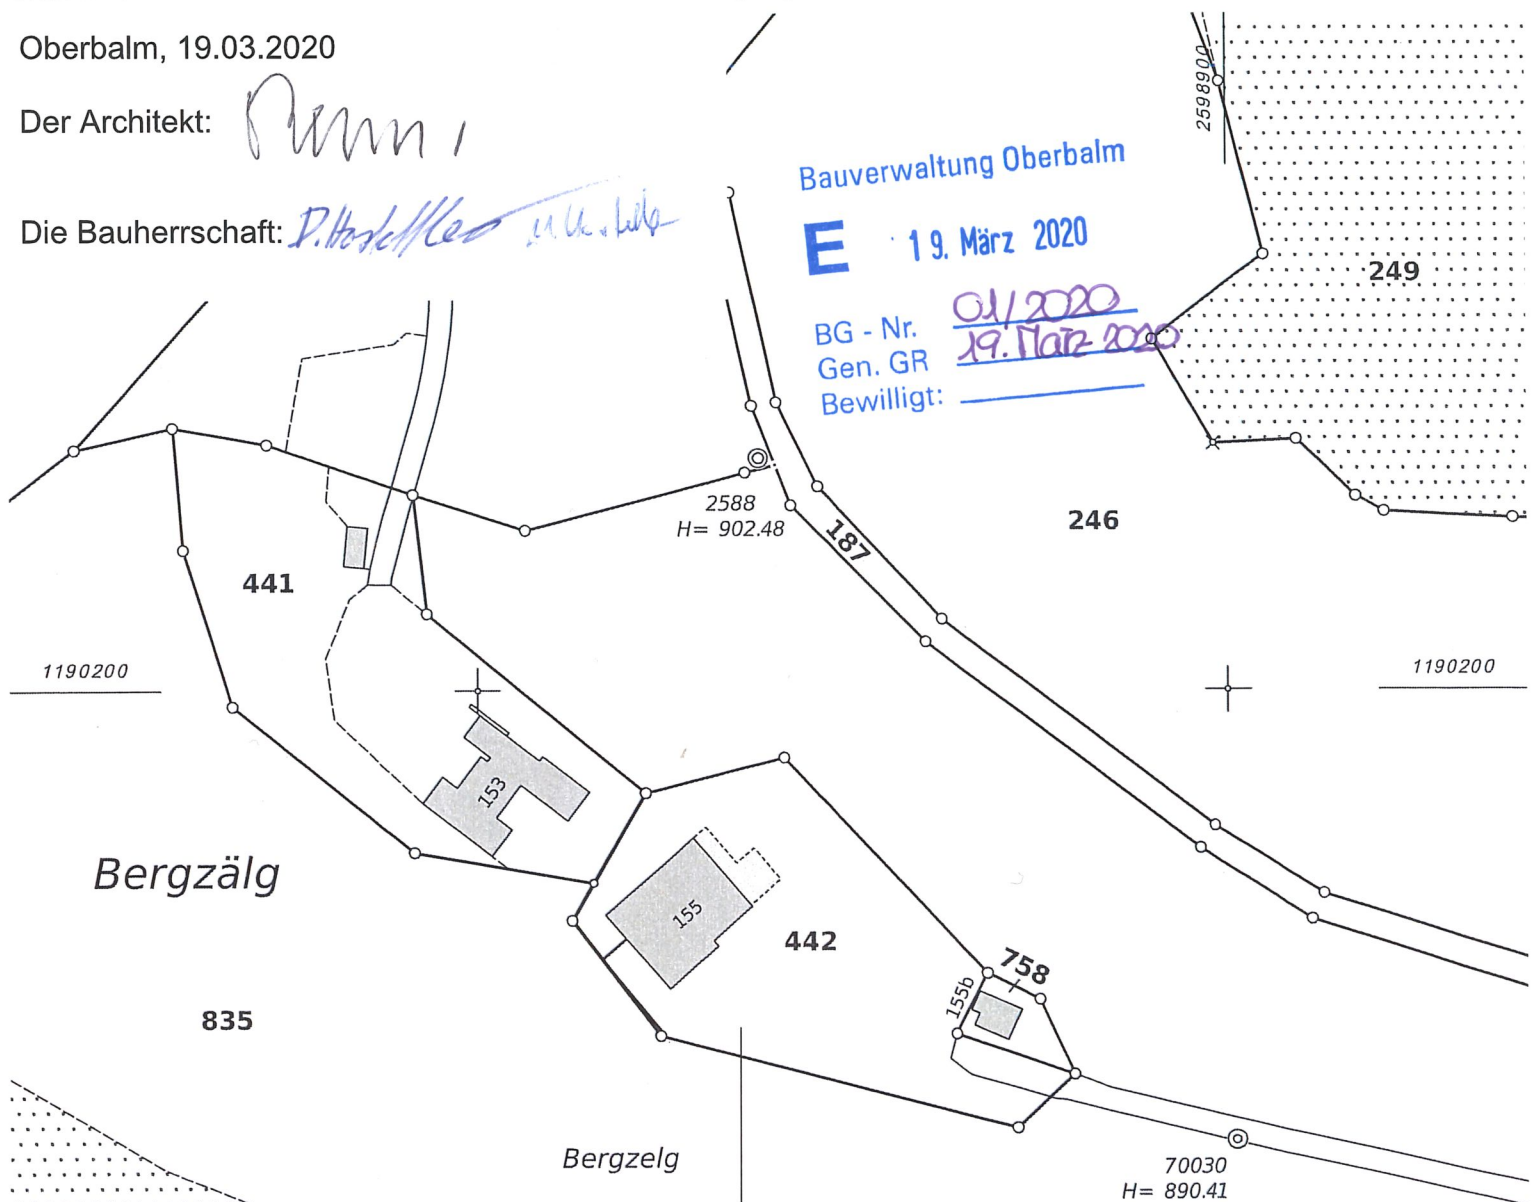 Oberbalm, 19.03.2020
Der Architekt:
Die Bauherrschaft: D. Hostettler
Bauverwaltung Oberbalm
E 19. März 2020
BG - Nr. 01/2020
Gen. GR 19. März 2020
Bewilligt:
2598900
249
2588
H= 902.48
187
246
441
1190200
1190200
153
Bergzälg
155
442
758
155b
835
Bergzelg
70030
H= 890.41